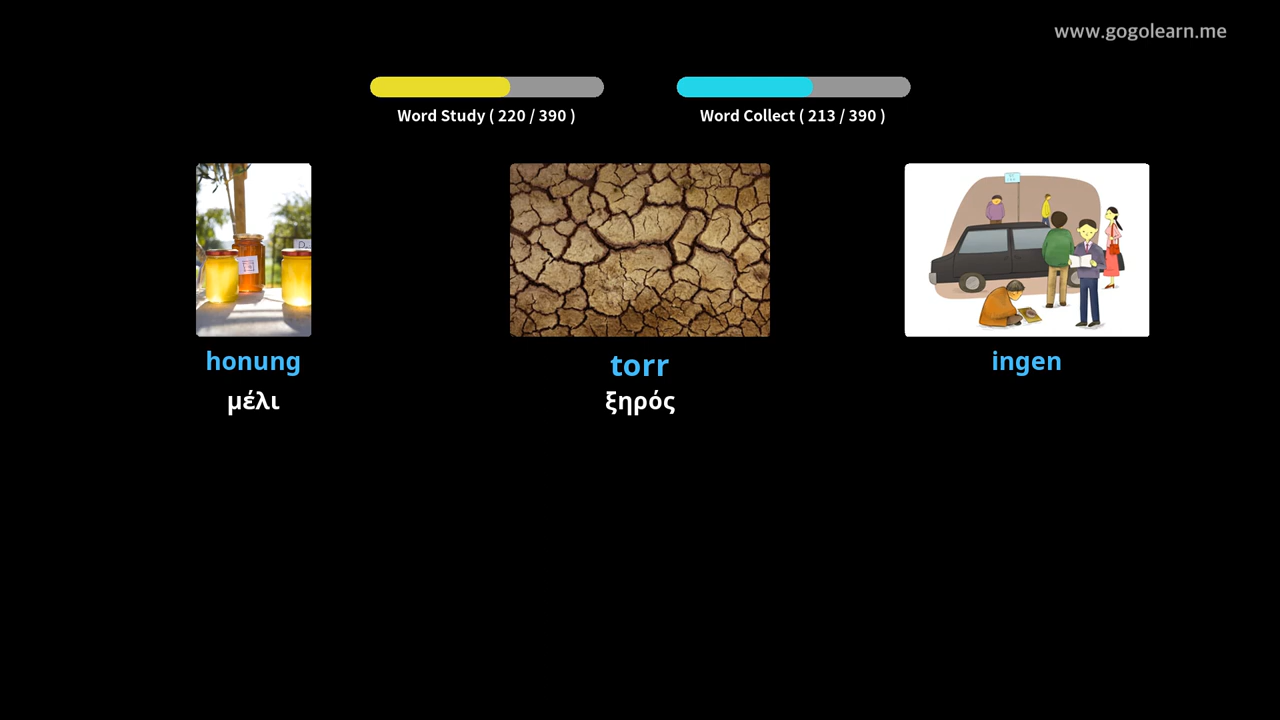 www.gogolearn.me
Word Study ( 220 / 390 )
Word Collect ( 213 / 390 )
honung
torr
ingen
μέλι
ξηρός